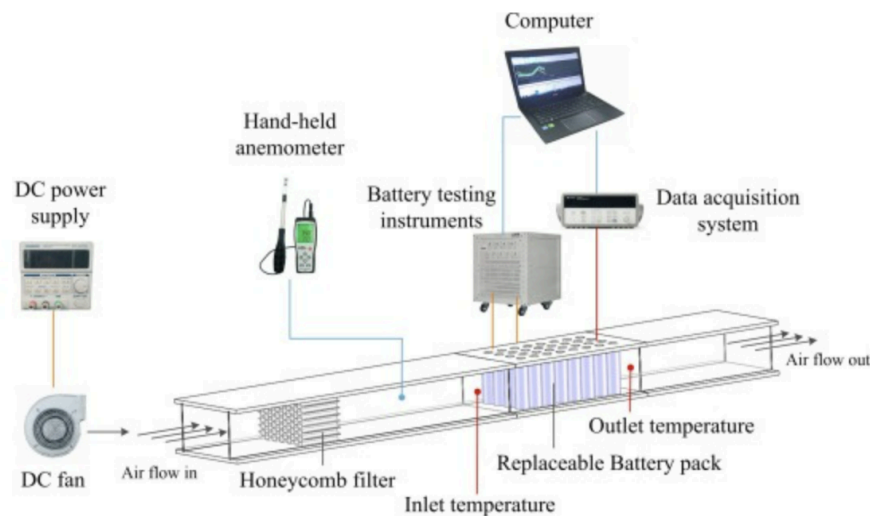 Computer
Hand-held
anemometer
DC power
supply
Battery testing
instruments
Data acquisition
system
Air flow out
Outlet temperature
Replaceable Battery pack
Air flow in
Honeycomb filter
DC fan
Inlet temperature